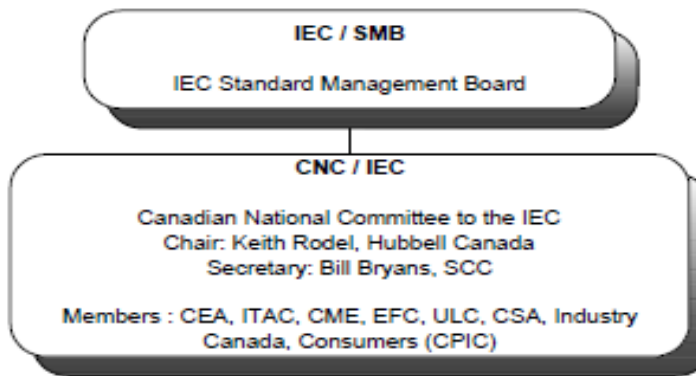 IEC / SMB
IEC Standard Management Board
CNC / IEC
Canadian National Committee to the IEC
Chair: Keith Rodel, Hubbell Canada
Secretary: Bill Bryans, SCC
Members : CEA, ITAC, CME, EFC, ULC, CSA, Industry
Canada, Consumers (CPIC)